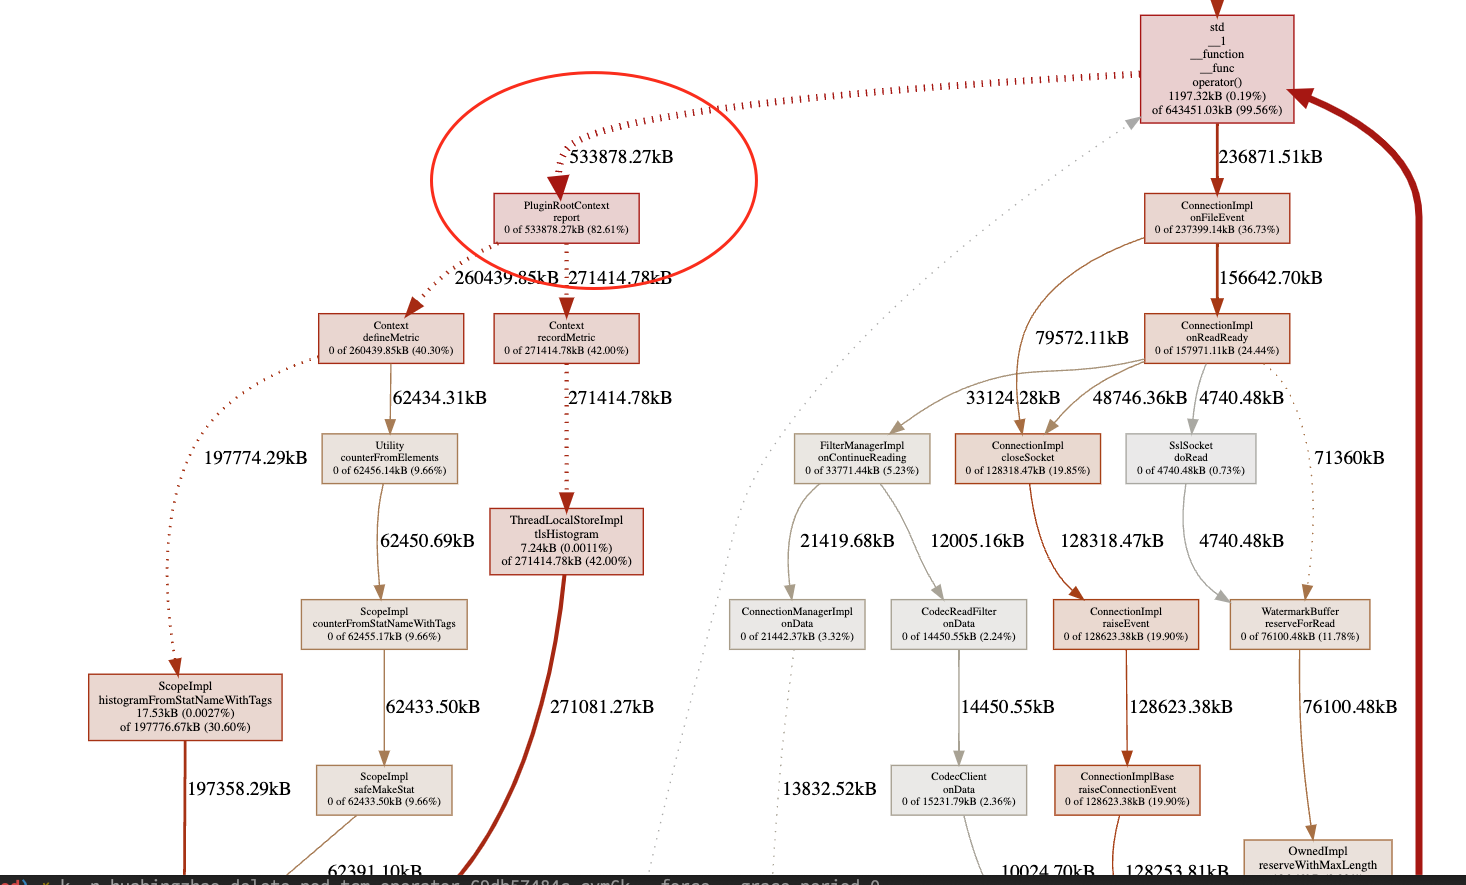 std
__1
__function
__func
operator()
1197.32kB (0.19%)
of 643451.03kB (99.56%)
533878.27kB
236871.51kB
PluginRootContext
report
0 of 533878.27kB (82.61%)
ConnectionImpl
onFileEvent
0 of 237399.14kB (36.73%)
260439.85kB
271414.78kB
156642.70kB
Context
defineMetric
0 of 260439.85kB (40.30%)
Context
recordMetric
0 of 271414.78kB (42.00%)
79572.11kB
ConnectionImpl
onReadReady
0 of 157971.11kB (24.44%)
62434.31kB
271414.78kB
33124.28kB
48746.36kB
4740.48kB
197774.29kB
Utility
counterFromElements
0 of 62456.14kB (9.66%)
FilterManagerImpl
onContinueReading
0 of 33771.44kB (5.23%)
ConnectionImpl
closeSocket
0 of 128318.47kB (19.85%)
SslSocket
doRead
0 of 4740.48kB (0.73%)
71360kB
62450.69kB
ThreadLocalStoreImpl
tlsHistogram
7.24kB (0.0011%)
of 271414.78kB (42.00%)
21419.68kB
12005.16kB
128318.47kB
4740.48kB
ScopeImpl
counterFromStatNameWithTags
0 of 62455.17kB (9.66%)
ConnectionManagerImpl
onData
0 of 21442.37kB (3.32%)
CodecReadFilter
onData
0 of 14450.55kB (2.24%)
ConnectionImpl
raiseEvent
0 of 128623.38kB (19.90%)
WatermarkBuffer
reserveForRead
0 of 76100.48kB (11.78%)
ScopeImpl
histogramFromStatNameWithTags
17.53kB (0.0027%)
of 197776.67kB (30.60%)
62433.50kB
271081.27kB
14450.55kB
128623.38kB
76100.48kB
197358.29kB
ScopeImpl
safeMakeStat
0 of 62433.50kB (9.66%)
13832.52kB
CodecClient
onData
0 of 15231.79kB (2.36%)
ConnectionImplBase
raiseConnectionEvent
0 of 128623.38kB (19.90%)
OwnedImpl
reserveWithMaxLength
62391.10kB
10024.70kB
128253.81kB